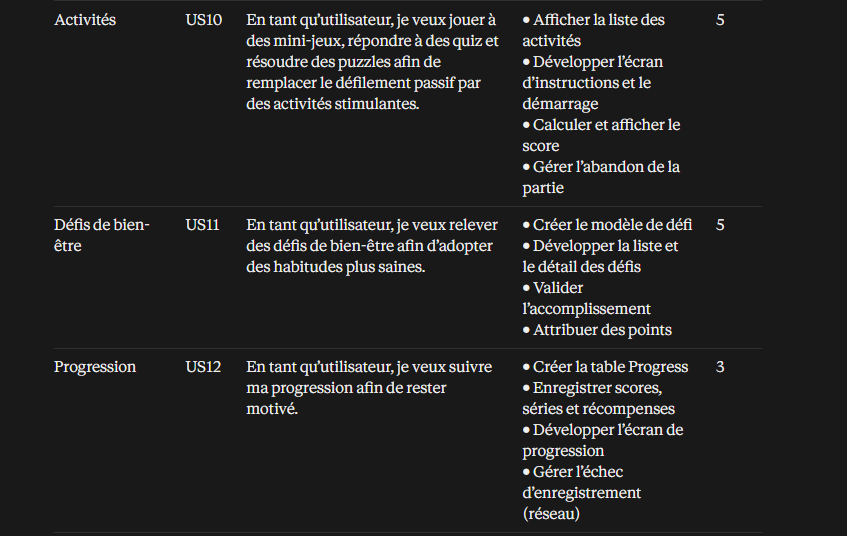 Activités US10 En tant qu’utilisateur, je veux jouer à • Afficher la liste des 5
des mini-jeux, répondre à des quiz et activités
résoudre des puzzles afin de • Développer l’écran
remplacer le défilement passif par d’instructions et le
des activités stimulantes. démarrage
• Calculer et afficher le
score
• Gérer l’abandon de la
partie
Défis de bien- US11 En tant qu’utilisateur, je veux relever • Créer le modèle de défi 5
être des défis de bien-être afin d’adopter • Développer la liste et
des habitudes plus saines. le détail des défis
• Valider
l’accomplissement
• Attribuer des points
Progression US12 En tant qu’utilisateur, je veux suivre • Créer la table Progress 3
ma progression afin de rester • Enregistrer scores,
motivé. séries et récompenses
• Développer l’écran de
progression
• Gérer l’échec
d’enregistrement
(réseau)